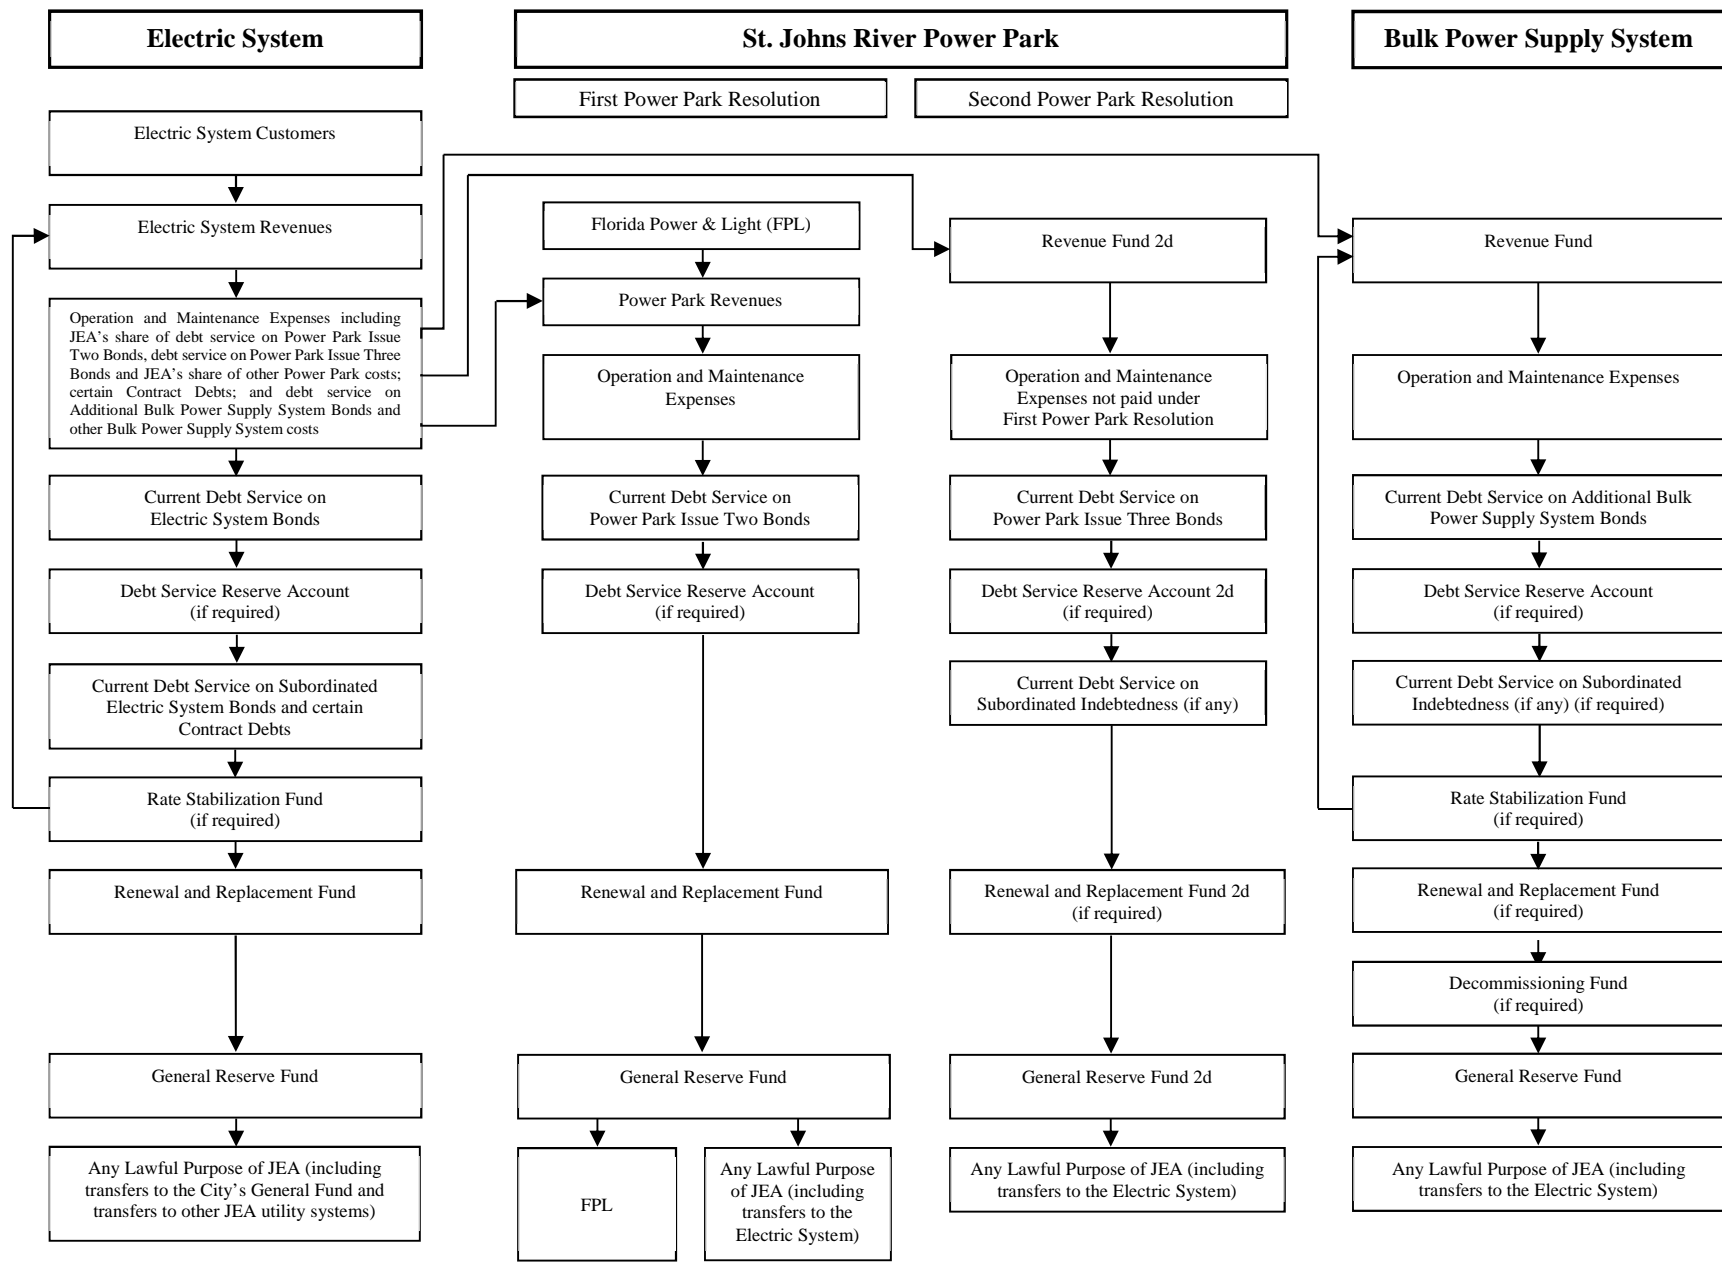 Electric System
St. Johns River Power Park
Bulk Power Supply System
First Power Park Resolution
Second Power Park Resolution
Electric System Customers
Electric System Revenues
Operation and Maintenance Expenses including
JEA's share of debt service on Power Park Issue
Two Bonds, debt service on Power Park Issue Three
Bonds and JEA's share of other Power Park costs;
certain Contract Debts; and debt service on
Additional Bulk Power Supply System Bonds and
other Bulk Power Supply System costs
Current Debt Service on
Electric System Bonds
Debt Service Reserve Account
(if required)
Current Debt Service on Subordinated
Electric System Bonds and certain
Contract Debts
Rate Stabilization Fund
(if required)
Renewal and Replacement Fund
General Reserve Fund
Any Lawful Purpose of JEA (including
transfers to the City's General Fund and
transfers to other JEA utility systems)
Florida Power & Light (FPL)
Power Park Revenues
Operation and Maintenance
Expenses
Current Debt Service on
Power Park Issue Two Bonds
Debt Service Reserve Account
(if required)
Renewal and Replacement Fund
General Reserve Fund
FPL
Any Lawful Purpose
of JEA (including
transfers to the
Electric System)
Revenue Fund 2d
Operation and Maintenance
Expenses not paid under
First Power Park Resolution
Current Debt Service on
Power Park Issue Three Bonds
Debt Service Reserve Account 2d
(if required)
Current Debt Service on
Subordinated Indebtedness (if any)
Renewal and Replacement Fund 2d
(if required)
General Reserve Fund 2d
Any Lawful Purpose of JEA (including
transfers to the Electric System)
Revenue Fund
Operation and Maintenance Expenses
Current Debt Service on Additional Bulk
Power Supply System Bonds
Debt Service Reserve Account
(if required)
Current Debt Service on Subordinated
Indebtedness (if any) (if required)
Rate Stabilization Fund
(if required)
Renewal and Replacement Fund
(if required)
Decommissioning Fund
(if required)
General Reserve Fund
Any Lawful Purpose of JEA (including
transfers to the Electric System)